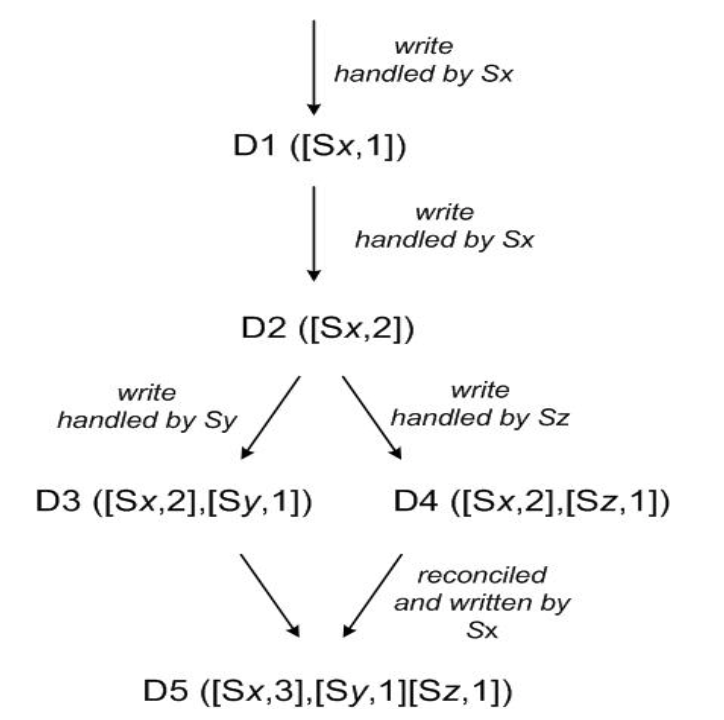 write
handled by Sx
D1 ([Sx,1])
write
handled by Sx
D2 ([Sx,2])
write
handled by Sy
write
handled by Sz
D3 ([Sx,2],[Sy,1])
D4 ([Sx,2],[Sz,1])
reconciled
and written by
Sx
D5 ([Sx,3],[Sy,1][Sz,1])